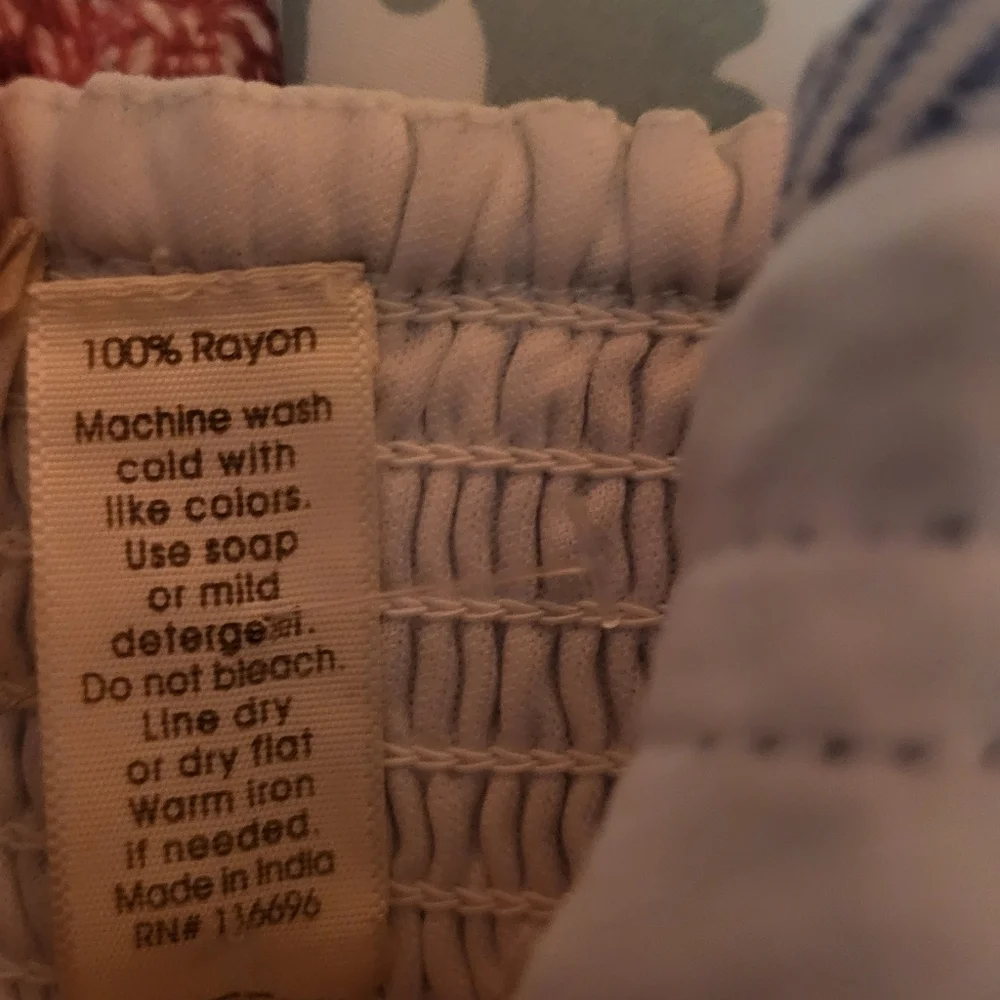 100% Rayon
Machine wash
cold with
like colors.
Use soap
or mild
detergent.
Do not bleach.
Line dry
or dry flat
Warm iron
if needed.
Made in India
RN# 116696